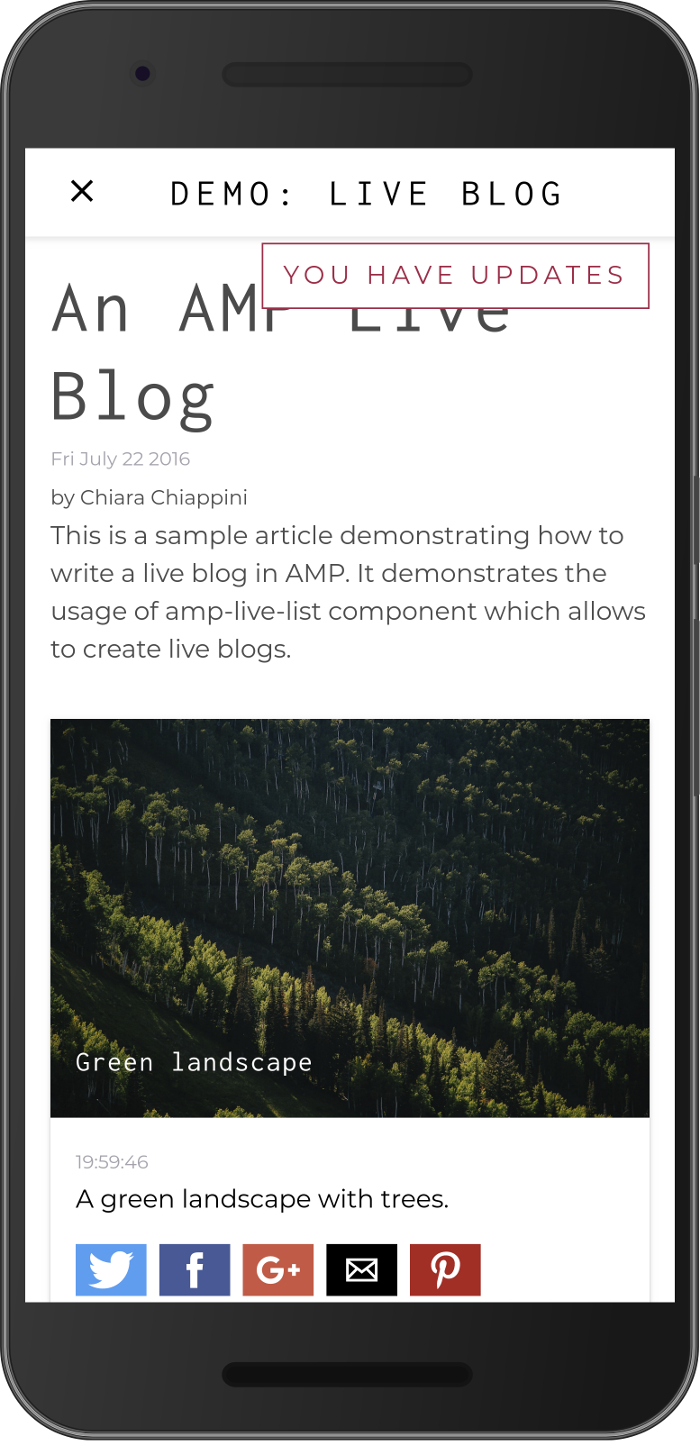 DEMO: LIVE BLOG
YOU HAVE UPDATES
An AMP Live
Blog
Fri July 22 2016
by Chiara Chiappini
This is a sample article demonstrating how to
write a live blog in AMP. It demonstrates the
usage of amp-live-list component which allows
to create live blogs.
Green landscape
19:59:46
A green landscape with trees.
f G+